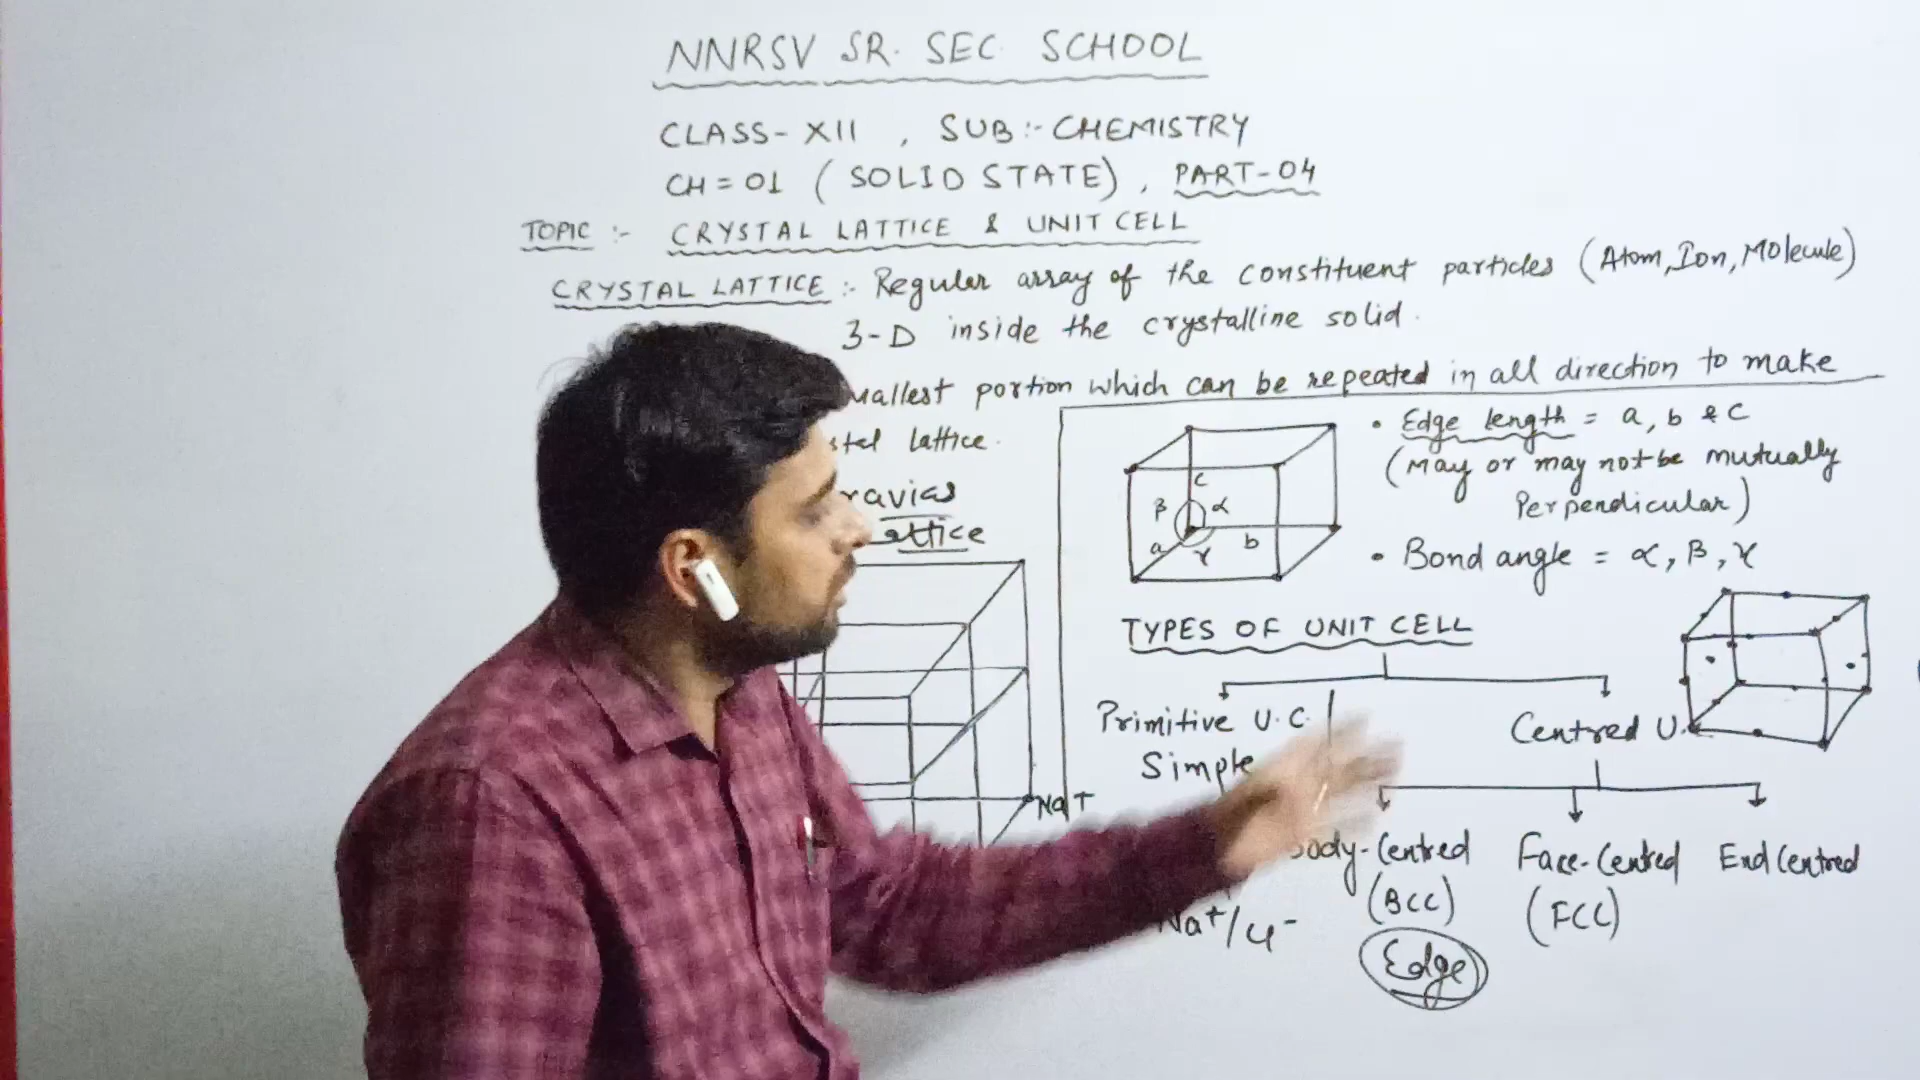 NNRSV SR. SEC SCHOOL
CLASS-XII , SUB:- CHEMISTRY
CH = 01 ( SOLID STATE) , PART-04
TOPIC :- CRYSTAL LATTICE & UNIT CELL
CRYSTAL LATTICE :- Regular array of the constituent particles (Atom, Ion, Molecule)
3-D inside the crystalline solid.
mallest portion which can be repeated in all direction to make
stal lattice.
ravias
attice
• Edge length = a, b & c
(May or may not be mutually
Perpendicular)
• Bond angle = α, β, γ
c
β α
a γ b
TYPES OF UNIT CELL
Primitive U.C.
Simple
Centred U.
Na+
Body-Centred
(BCC)
Face-Centred
(FCC)
End Centred
Na+/Cl-
Edge